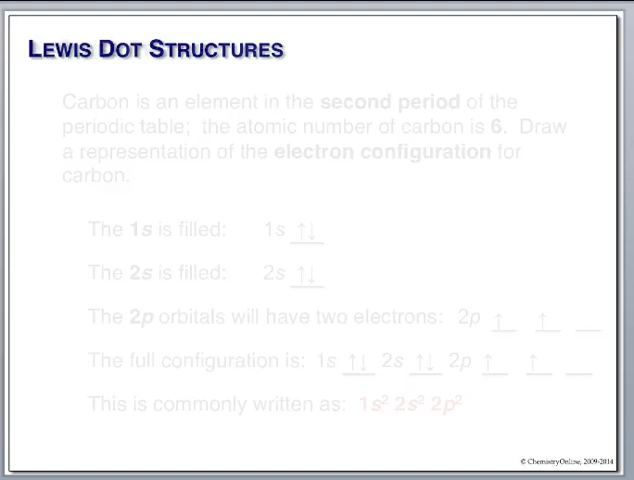 LEWIS DOT STRUCTURES
Carbon is an element in the second period of the
periodic table; the atomic number of carbon is 6. Draw
a representation of the electron configuration for
carbon.
The 1s is filled: 1s ↑↓
The 2s is filled: 2s ↑↓
The 2p orbitals will have two electrons: 2p ↑ ↑ __
The full configuration is: 1s ↑↓ 2s ↑↓ 2p ↑ ↑ __
This is commonly written as: 1s² 2s² 2p²
© ChemistryOnline, 2009-2014